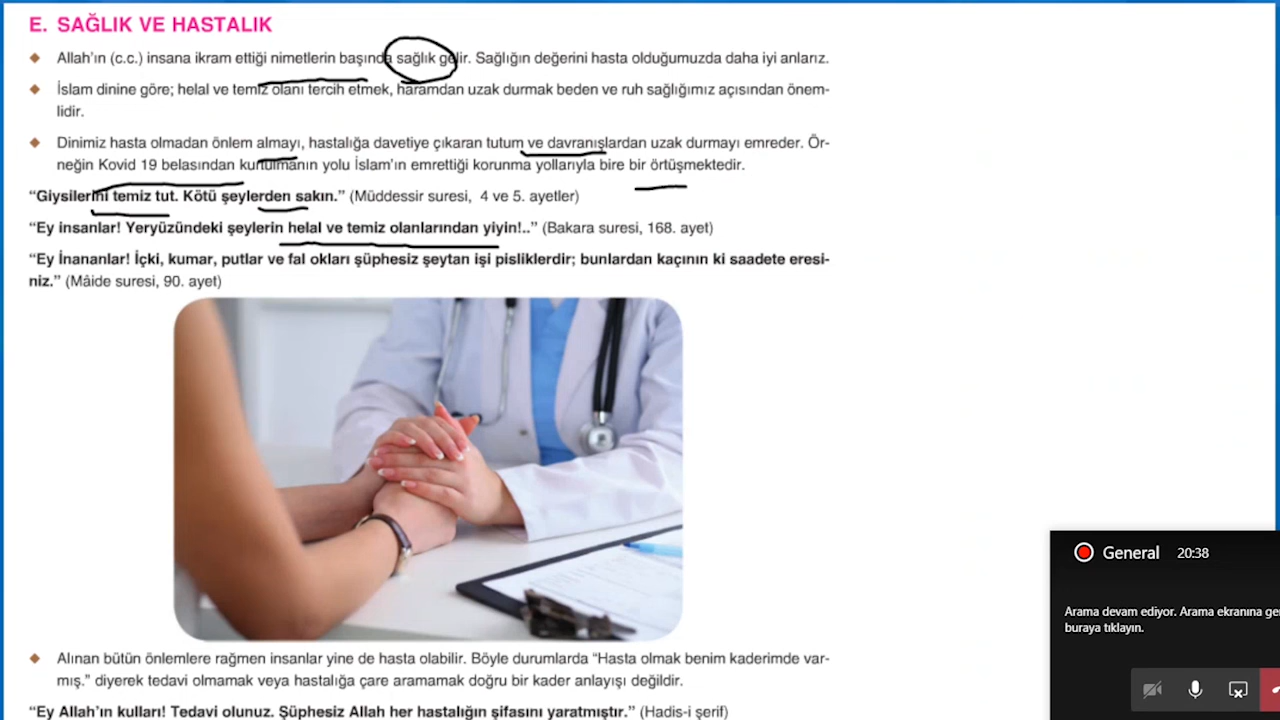 E. SAĞLIK VE HASTALIK
Allah’ın (c.c.) insana ikram ettiği nimetlerin başında sağlık gelir. Sağlığın değerini hasta olduğumuzda daha iyi anlarız.
İslam dinine göre; helal ve temiz olanı tercih etmek, haramdan uzak durmak beden ve ruh sağlığımız açısından önem-
lidir.
Dinimiz hasta olmadan önlem almayı, hastalığa davetiye çıkaran tutum ve davranışlardan uzak durmayı emreder. Ör-
neğin Kovid 19 belasından kurtulmanın yolu İslam’ın emrettiği korunma yollarıyla bire bir örtüşmektedir.
“Giysilerini temiz tut. Kötü şeylerden sakın.” (Müddessir suresi, 4 ve 5. ayetler)
“Ey insanlar! Yeryüzündeki şeylerin helal ve temiz olanlarından yiyin!..” (Bakara suresi, 168. ayet)
“Ey İnananlar! İçki, kumar, putlar ve fal okları şüphesiz şeytan işi pisliklerdir; bunlardan kaçının ki saadete eresi-
niz.” (Mâide suresi, 90. ayet)
General 20:38
Arama devam ediyor. Arama ekranına
buraya tıklayın.
Alınan bütün önlemlere rağmen insanlar yine de hasta olabilir. Böyle durumlarda “Hasta olmak benim kaderimde var-
mış.” diyerek tedavi olmamak veya hastalığa çare aramamak doğru bir kader anlayışı değildir.
“Ey Allah’ın kulları! Tedavi olunuz. Şüphesiz Allah her hastalığın şifasını yaratmıştır.” (Hadis-i şerif)